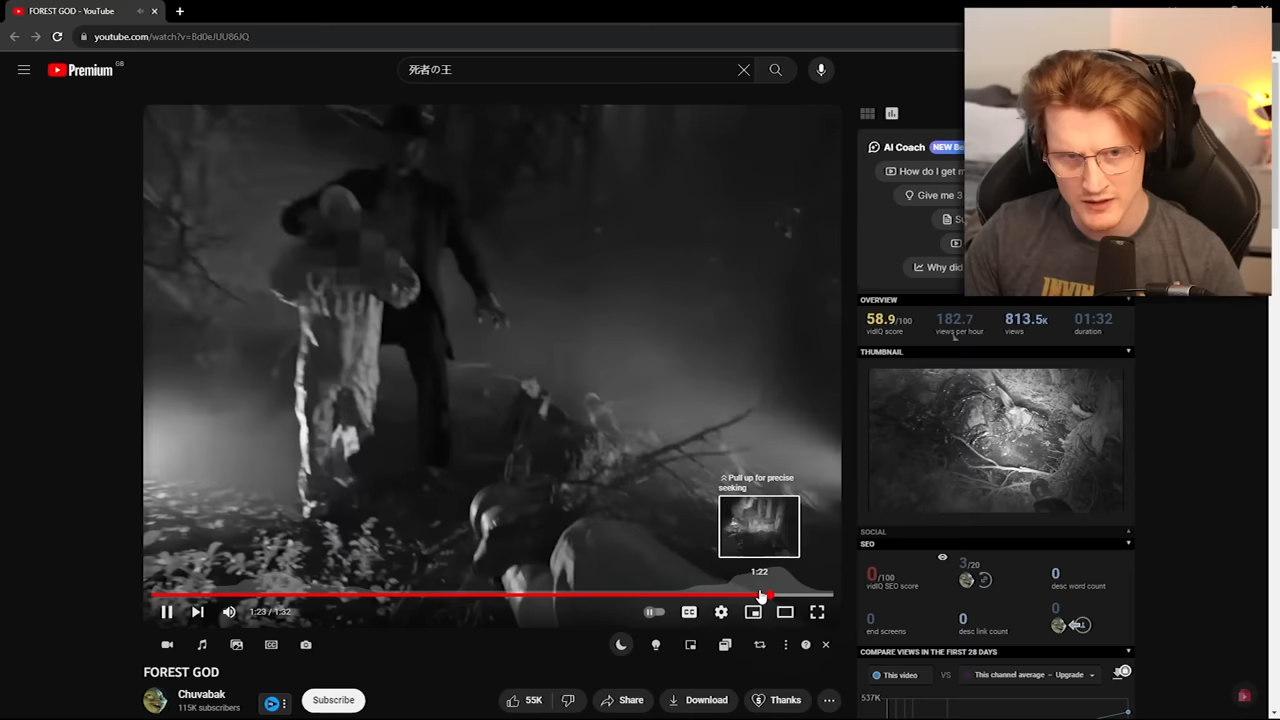 FOREST GOD - YouTube
youtube.com/watch?v=Bd0eJUU86JQ
Premium
GB
死者の王
AI Coach
NEW Be
How do I get m
Give me 3
Su
Why did
OVERVIEW
58.9/100
vidIQ score
182.7
views per hour
813.5K
views
01:32
duration
THUMBNAIL
Pull up for precise
seeking
1:22
1:23 / 1:32
CC
SOCIAL
SEO
0/100
vidIQ SEO score
3/20
0
desc word count
0
end screens
0
desc link count
0
COMPARE VIEWS IN THE FIRST 28 DAYS
This video
VS
This channel average – Upgrade
537K
FOREST GOD
Chuvabak
115K subscribers
Subscribe
55K
Share
Download
Thanks